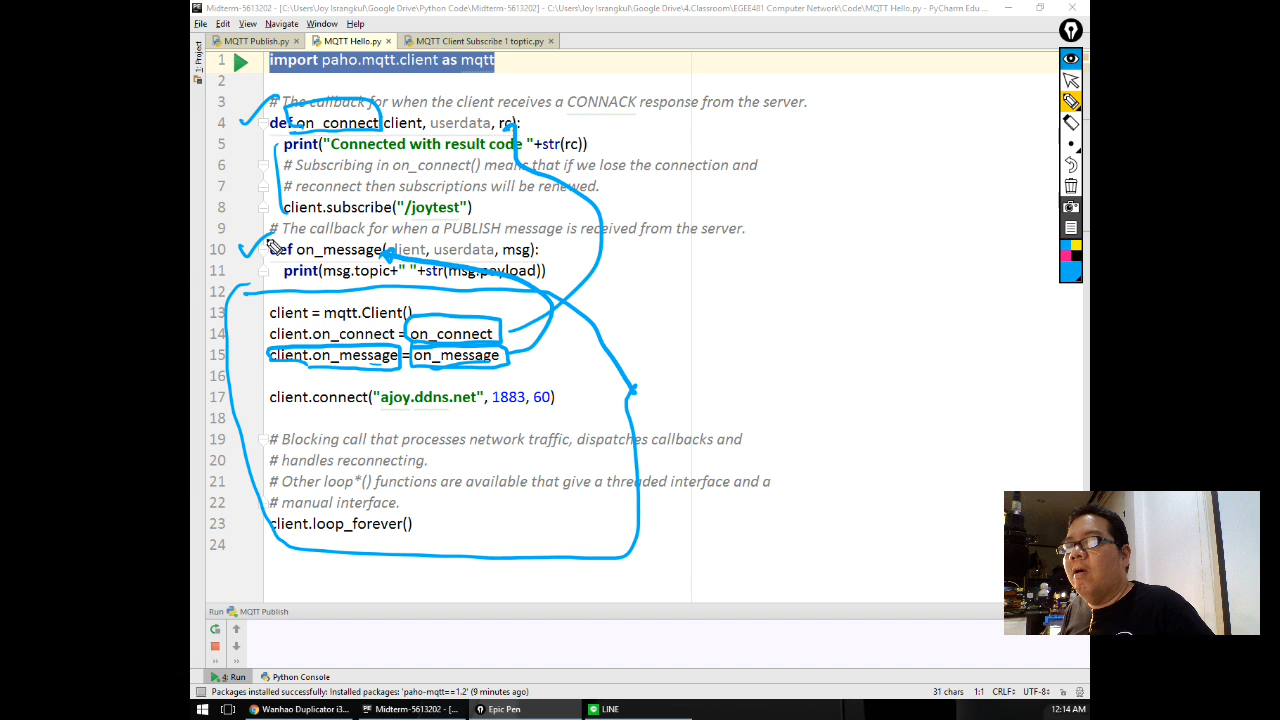 Midterm-5613202 - [C:\Users\Joy Israngkul\Google Drive\Python Code\Midterm-5613202] - C:\Users\Joy Israngkul\Google Drive\4.Classroom\EGEE401 Computer Network\Code\MQTT Hello.py - PyCharm Edu ...
File Edit View Navigate Window Help
MQTT Publish.py MQTT Hello.py MQTT Client Subscribe 1 topic.py
1: Project
1 import paho.mqtt.client as mqtt
2
3 # The callback for when the client receives a CONNACK response from the server.
4 def on_connect(client, userdata, rc):
5 print("Connected with result code "+str(rc))
6 # Subscribing in on_connect() means that if we lose the connection and
7 # reconnect then subscriptions will be renewed.
8 client.subscribe("/joytest")
9 # The callback for when a PUBLISH message is received from the server.
10 def on_message(client, userdata, msg):
11 print(msg.topic+" "+str(msg.payload))
12
13 client = mqtt.Client()
14 client.on_connect = on_connect
15 client.on_message = on_message
16
17 client.connect("ajoy.ddns.net", 1883, 60)
18
19 # Blocking call that processes network traffic, dispatches callbacks and
20 # handles reconnecting.
21 # Other loop*() functions are available that give a threaded interface and a
22 # manual interface.
23 client.loop_forever()
24
Run MQTT Publish
4: Run Python Console
Packages installed successfully: Installed packages: 'paho-mqtt==1.2' (9 minutes ago) 31 chars 1:1 CRLF UTF-8
Wanhao Duplicator i3... Midterm-5613202 - [... Epic Pen LINE 12:14 AM